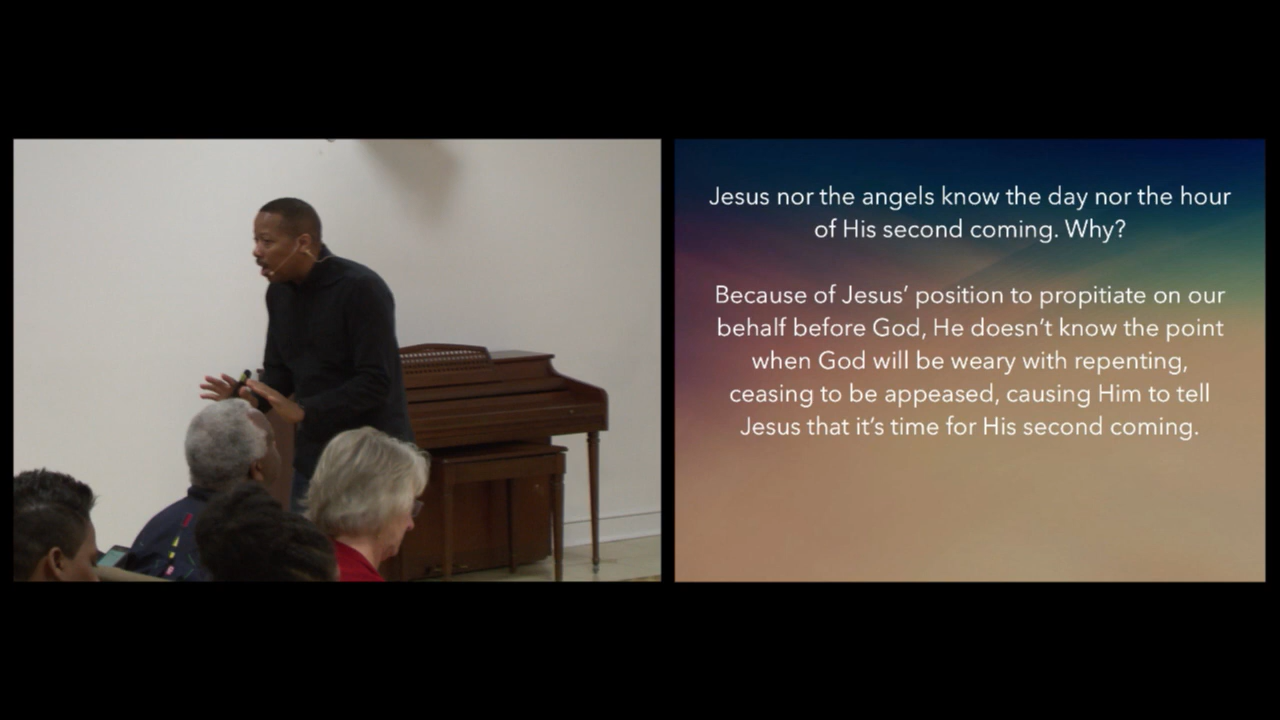 Jesus nor the angels know the day nor the hour
of His second coming. Why?
Because of Jesus’ position to propitiate on our
behalf before God, He doesn’t know the point
when God will be weary with repenting,
ceasing to be appeased, causing Him to tell
Jesus that it’s time for His second coming.